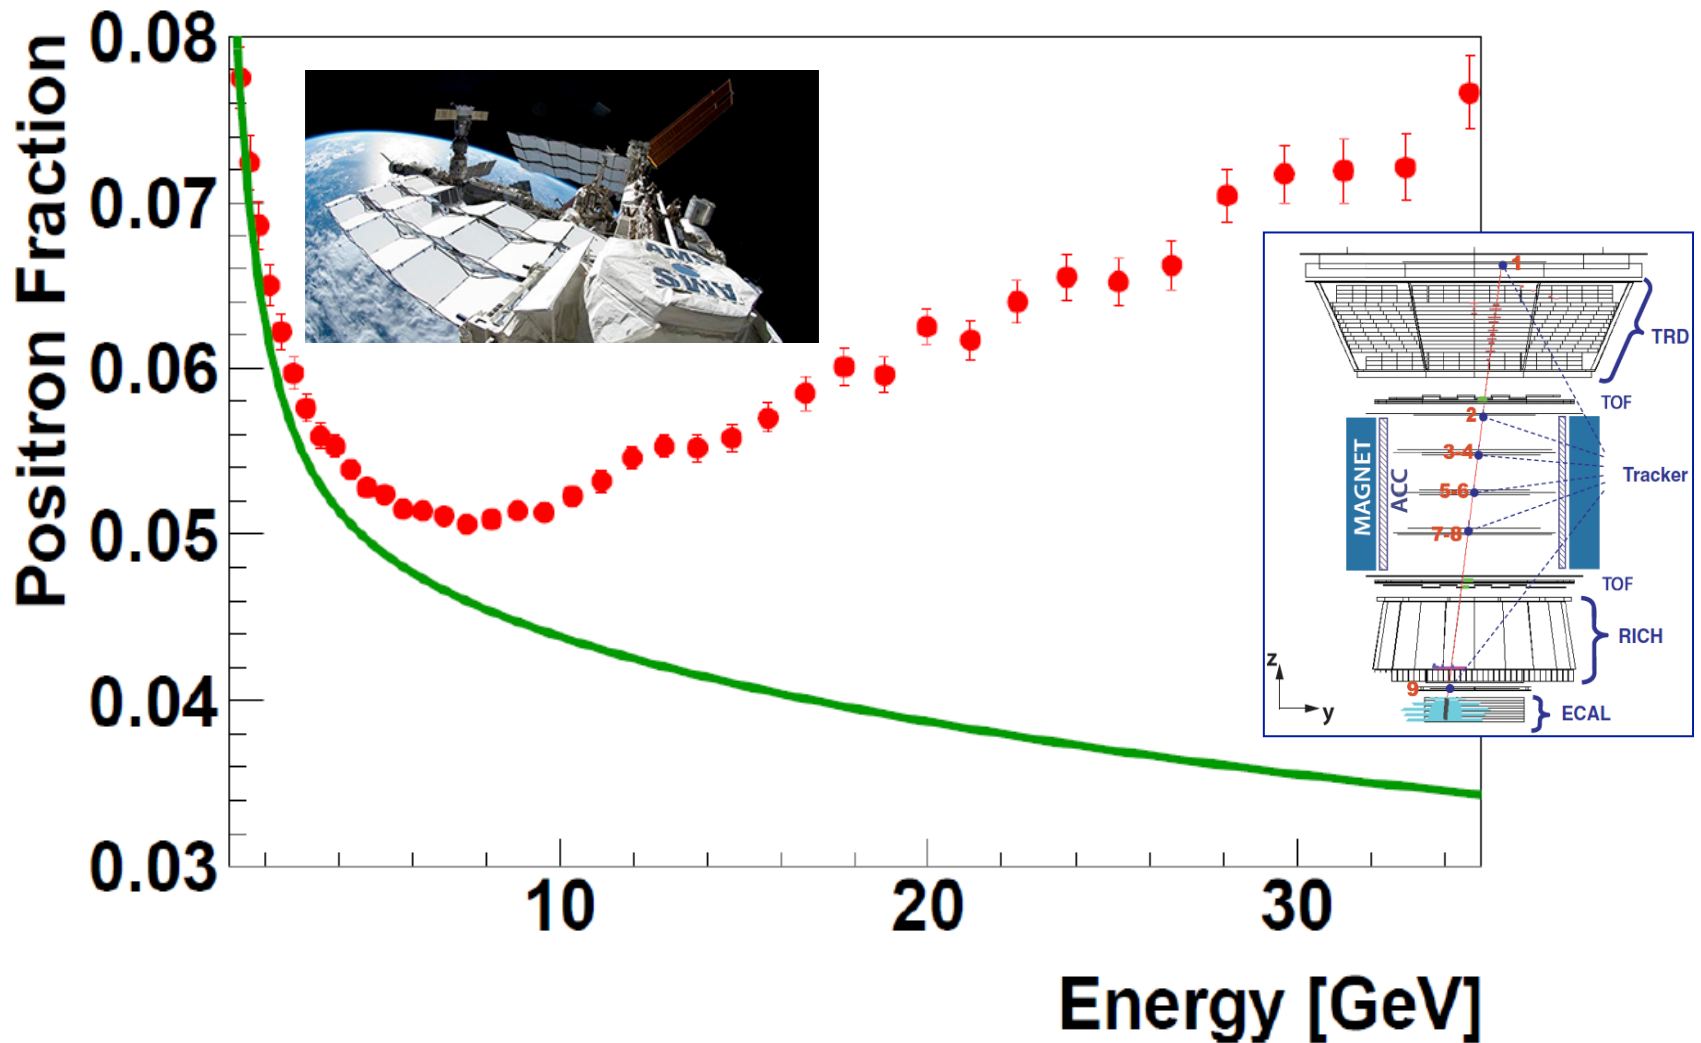 Positron Fraction
0.08
0.07
0.06
0.05
0.04
0.03
10
20
30
Energy [GeV]
AMS
AMS
1
TRD
TOF
2
3-4
5-6
7-8
MAGNET
ACC
Tracker
TOF
RICH
9
ECAL
z
y